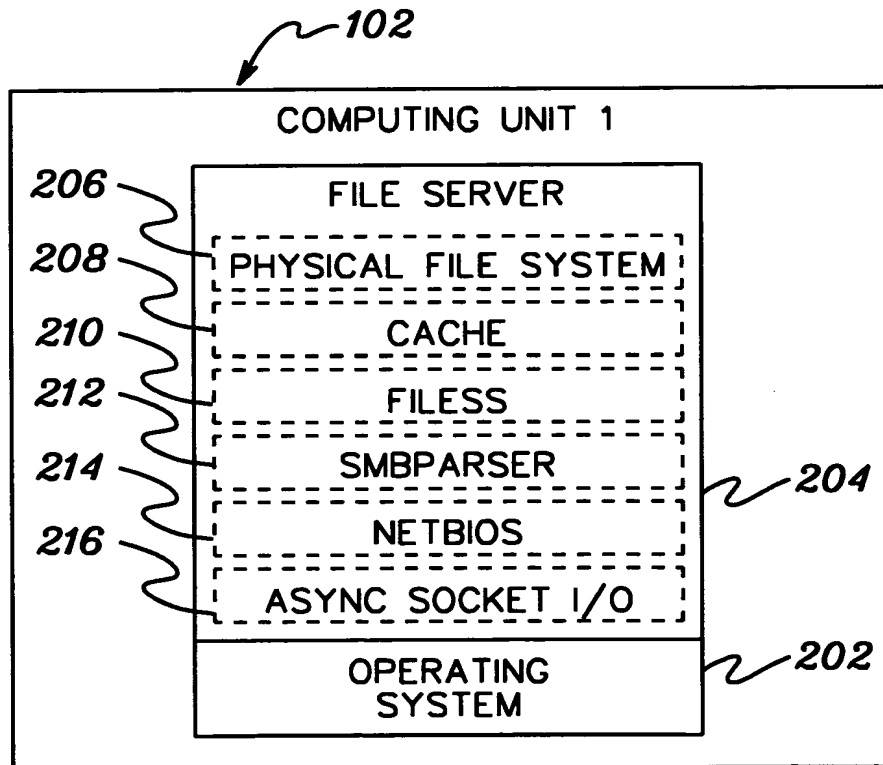 102
COMPUTING UNIT 1
FILE SERVER
206
PHYSICAL FILE SYSTEM
208
CACHE
210
FILESS
212
SMBPARSER
204
214
NETBIOS
216
ASYNC SOCKET I/O
OPERATING
SYSTEM
202